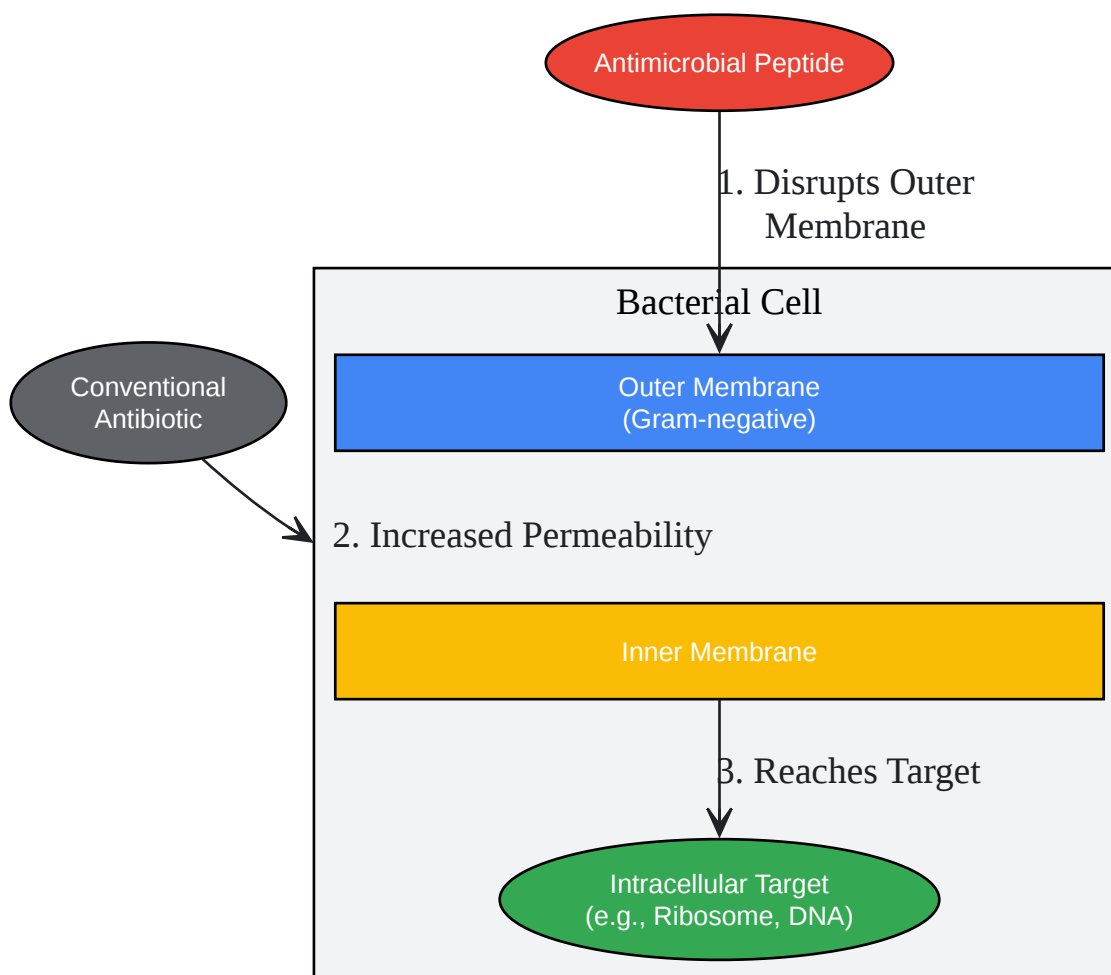 Antimicrobial Peptide
1. Disrupts Outer
Membrane
Bacterial Cell
Conventional
Antibiotic
Outer Membrane
(Gram-negative)
2. Increased Permeability
Inner Membrane
3. Reaches Target
Intracellular Target
(e.g., Ribosome, DNA)